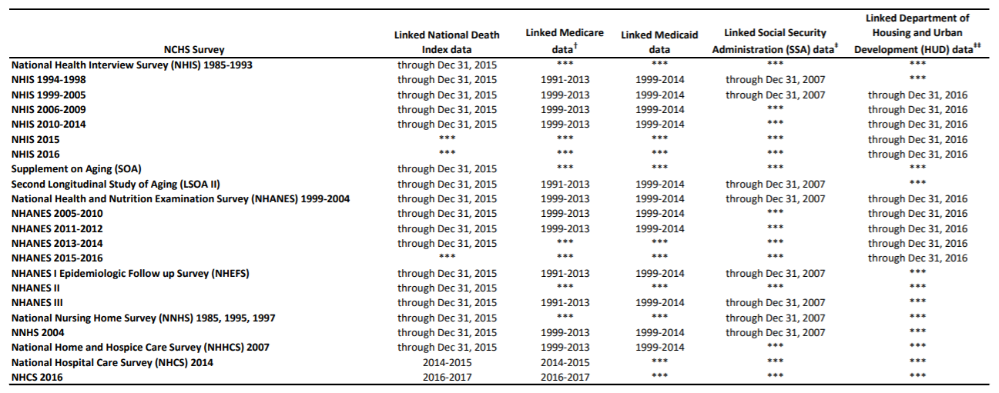 NCHS Survey Linked National Death Index data Linked Medicare data† Linked Medicaid data Linked Social Security Administration (SSA) data‡ Linked Department of Housing and Urban Development (HUD) data‡‡
National Health Interview Survey (NHIS) 1985-1993 through Dec 31, 2015 *** *** *** ***
NHIS 1994-1998 through Dec 31, 2015 1991-2013 1999-2014 through Dec 31, 2007 ***
NHIS 1999-2005 through Dec 31, 2015 1999-2013 1999-2014 through Dec 31, 2007 through Dec 31, 2016
NHIS 2006-2009 through Dec 31, 2015 1999-2013 1999-2014 *** through Dec 31, 2016
NHIS 2010-2014 through Dec 31, 2015 1999-2013 1999-2014 *** through Dec 31, 2016
NHIS 2015 *** *** *** *** through Dec 31, 2016
NHIS 2016 *** *** *** *** through Dec 31, 2016
Supplement on Aging (SOA) through Dec 31, 2015 *** *** *** ***
Second Longitudinal Study of Aging (LSOA II) through Dec 31, 2015 1991-2013 1999-2014 through Dec 31, 2007 ***
National Health and Nutrition Examination Survey (NHANES) 1999-2004 through Dec 31, 2015 1999-2013 1999-2014 through Dec 31, 2007 through Dec 31, 2016
NHANES 2005-2010 through Dec 31, 2015 1999-2013 1999-2014 *** through Dec 31, 2016
NHANES 2011-2012 through Dec 31, 2015 1999-2013 1999-2014 *** through Dec 31, 2016
NHANES 2013-2014 through Dec 31, 2015 *** *** *** through Dec 31, 2016
NHANES 2015-2016 *** *** *** *** through Dec 31, 2016
NHANES I Epidemiologic Follow up Survey (NHEFS) through Dec 31, 2015 1991-2013 1999-2014 through Dec 31, 2007 ***
NHANES II through Dec 31, 2015 *** *** *** ***
NHANES III through Dec 31, 2015 1991-2013 1999-2014 through Dec 31, 2007 ***
National Nursing Home Survey (NNHS) 1985, 1995, 1997 through Dec 31, 2015 *** *** through Dec 31, 2007 ***
NNHS 2004 through Dec 31, 2015 1999-2013 1999-2014 through Dec 31, 2007 ***
National Home and Hospice Care Survey (NHHCS) 2007 through Dec 31, 2015 1999-2013 1999-2014 *** ***
National Hospital Care Survey (NHCS) 2014 2014-2015 2014-2015 *** *** ***
NHCS 2016 2016-2017 2016-2017 *** *** ***